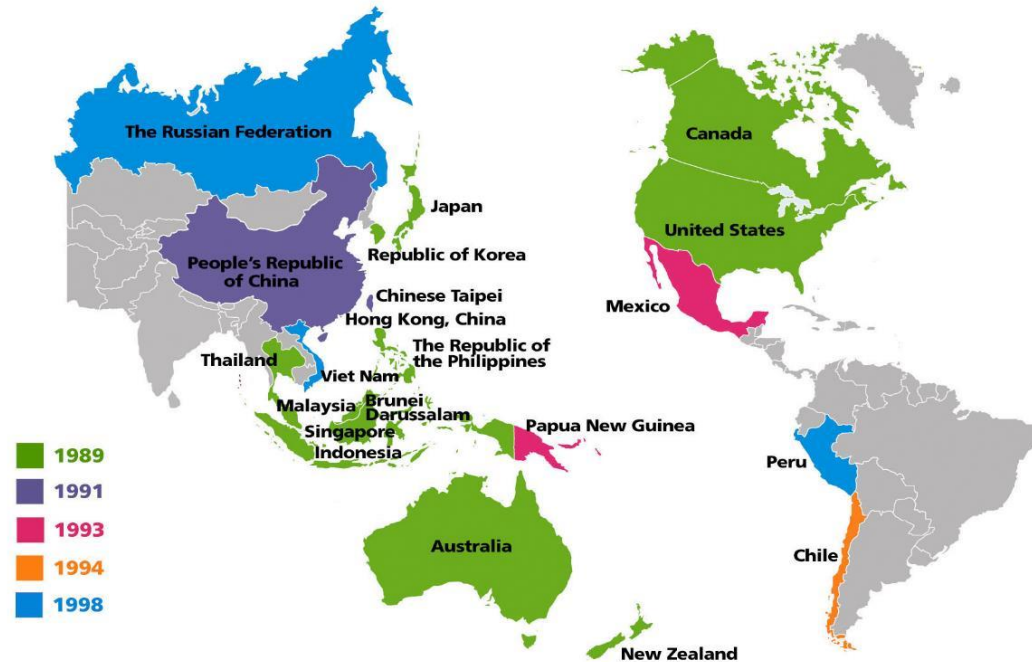 The Russian Federation
Canada
Japan
United States
Republic of Korea
People's Republic
of China
Chinese Taipei
Mexico
Hong Kong, China
The Republic of
the Philippines
Thailand
Viet Nam
Malaysia
Brunei
Darussalam
Singapore
Indonesia
Papua New Guinea
Peru
1989
1991
1993
1994
1998
Australia
Chile
New Zealand